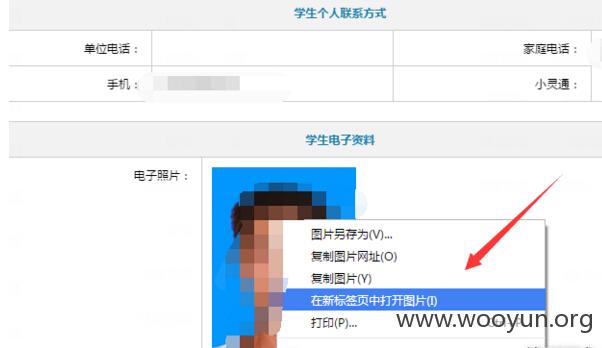 学生个人联系方式
单位电话： 家庭电话：
手机： 小灵通：
学生电子资料
电子照片：
图片另存为(V)...
复制图片网址(O)
复制图片(Y)
在新标签页中打开图片(I)
打印(P)...
www.wooyun.org